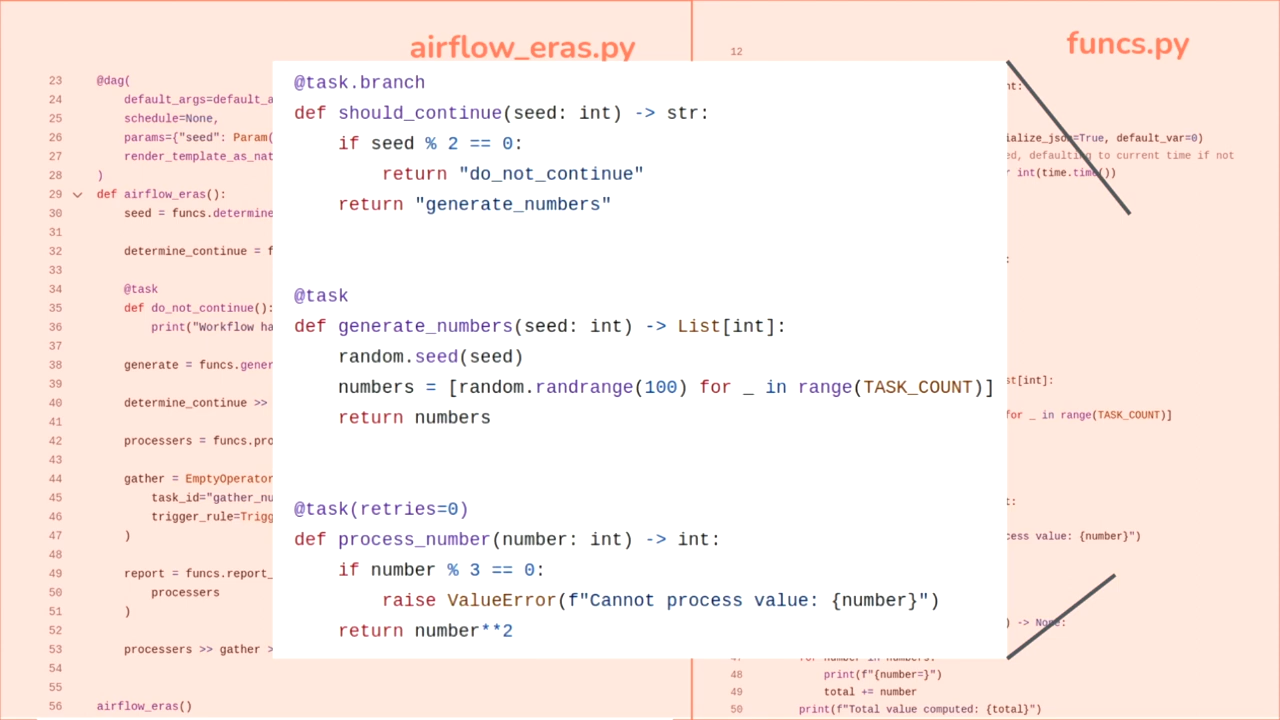 airflow_eras.py
23 @dag(
24 default_args=default_a
25 schedule=None,
26 params={"seed": Param(
27 render_template_as_nat
28 )
29 def airflow_eras():
30 seed = funcs.determine
31
32 determine_continue = f
33
34 @task
35 def do_not_continue():
36 print("Workflow ha
37
38 generate = funcs.gener
39
40 determine_continue >>
41
42 processers = funcs.pro
43
44 gather = EmptyOperator
45 task_id="gather_nu
46 trigger_rule=Trigg
47 )
48
49 report = funcs.report_
50 processers
51 )
52
53 processers >> gather >
54
55
56 airflow_eras()
@task.branch
def should_continue(seed: int) -> str:
if seed % 2 == 0:
return "do_not_continue"
return "generate_numbers"
@task
def generate_numbers(seed: int) -> List[int]:
random.seed(seed)
numbers = [random.randrange(100) for _ in range(TASK_COUNT)]
return numbers
@task(retries=0)
def process_number(number: int) -> int:
if number % 3 == 0:
raise ValueError(f"Cannot process value: {number}")
return number**2
funcs.py
12
nt:
ialize_json=True, default_var=0)
ed, defaulting to current time if not
r int(time.time())
:
st[int]:
for _ in range(TASK_COUNT)]
t:
cess value: {number}")
) -> None:
47 for number in numbers:
48 print(f"{number=}")
49 total += number
50 print(f"Total value computed: {total}")